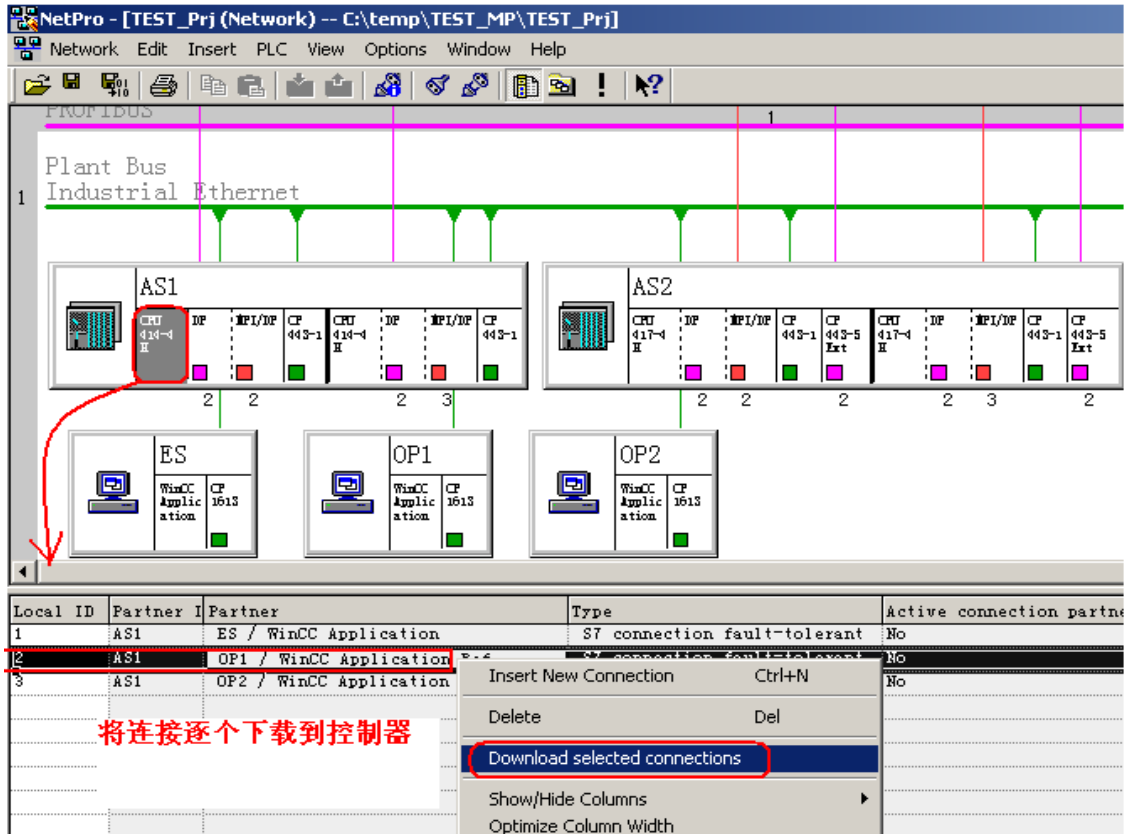 NetPro - [TEST_Prj (Network) -- C:\temp\TEST_MP\TEST_Prj]
Network Edit Insert PLC View Options Window Help
PROFIBUS
1
Plant Bus
1 Industrial Ethernet
AS1 AS2
CPU 414-4 H DP MPI/DP CP 443-1 CPU 414-4 H DP MPI/DP CP 443-1
CPU 417-4 H DP MPI/DP CP 443-1 CP 443-5 Ext CPU 417-4 H DP MPI/DP CP 443-1 CP 443-5 Ext
2 2 2 3 2 2 2 2 3 2
ES OP1 OP2
WinCC Application CP 1613 WinCC Application CP 1613 WinCC Application CP 1613
Local ID Partner I Partner Type Active connection partne
1 AS1 ES / WinCC Application S7 connection fault-tolerant No
2 AS1 OP1 / WinCC Application S7 connection fault-tolerant No
3 AS1 OP2 / WinCC Application No
将连接逐个下载到控制器
Insert New Connection Ctrl+N
Delete Del
Download selected connections
Show/Hide Columns
Optimize Column Width